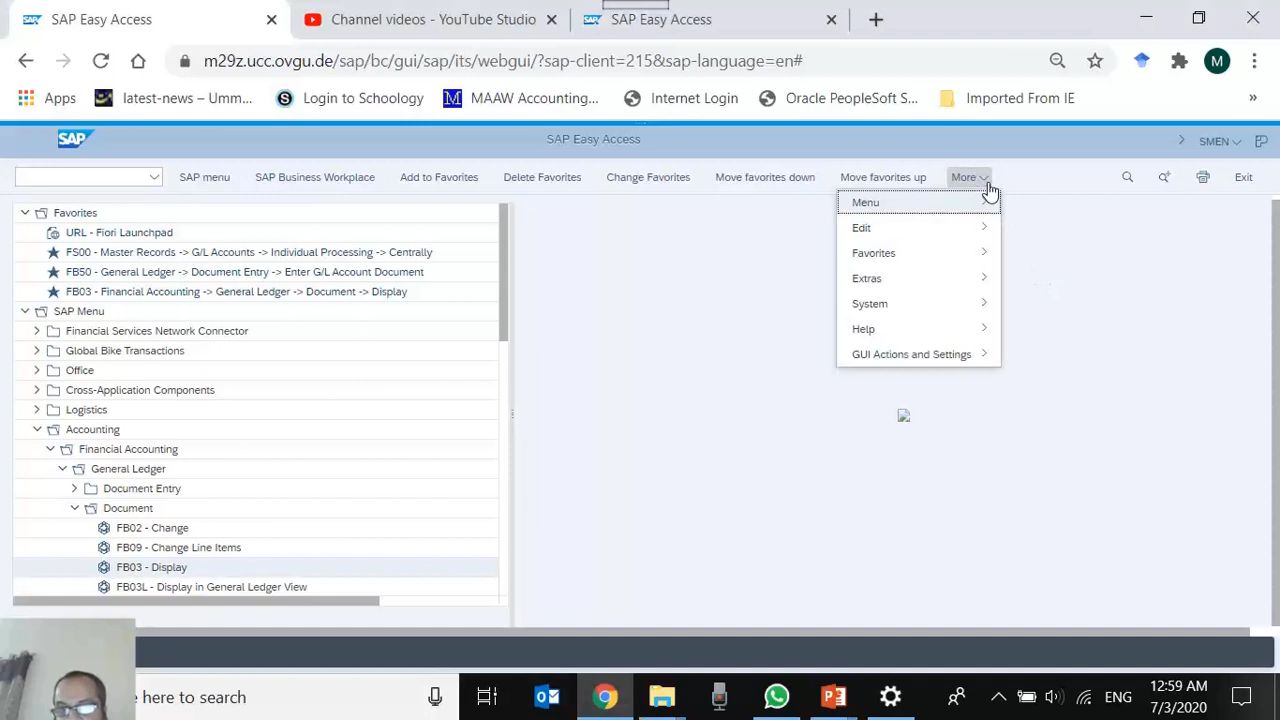 SAP Easy Access
Channel videos - YouTube Studio
SAP Easy Access
m29z.ucc.ovgu.de/sap/bc/gui/sap/its/webgui/?sap-client=215&sap-language=en#
M
Apps
latest-news – Umm...
Login to Schoology
MAAW Accounting...
Internet Login
Oracle PeopleSoft S...
Imported From IE
»
SAP
SAP Easy Access
SMEN
SAP menu
SAP Business Workplace
Add to Favorites
Delete Favorites
Change Favorites
Move favorites down
Move favorites up
More
Exit
Menu
Edit
Favorites
Extras
System
Help
GUI Actions and Settings
Favorites
URL - Fiori Launchpad
FS00 - Master Records -> G/L Accounts -> Individual Processing -> Centrally
FB50 - General Ledger -> Document Entry -> Enter G/L Account Document
FB03 - Financial Accounting -> General Ledger -> Document -> Display
SAP Menu
Financial Services Network Connector
Global Bike Transactions
Office
Cross-Application Components
Logistics
Accounting
Financial Accounting
General Ledger
Document Entry
Document
FB02 - Change
FB09 - Change Line Items
FB03 - Display
FB03L - Display in General Ledger View
here to search
ENG
12:59 AM
7/3/2020